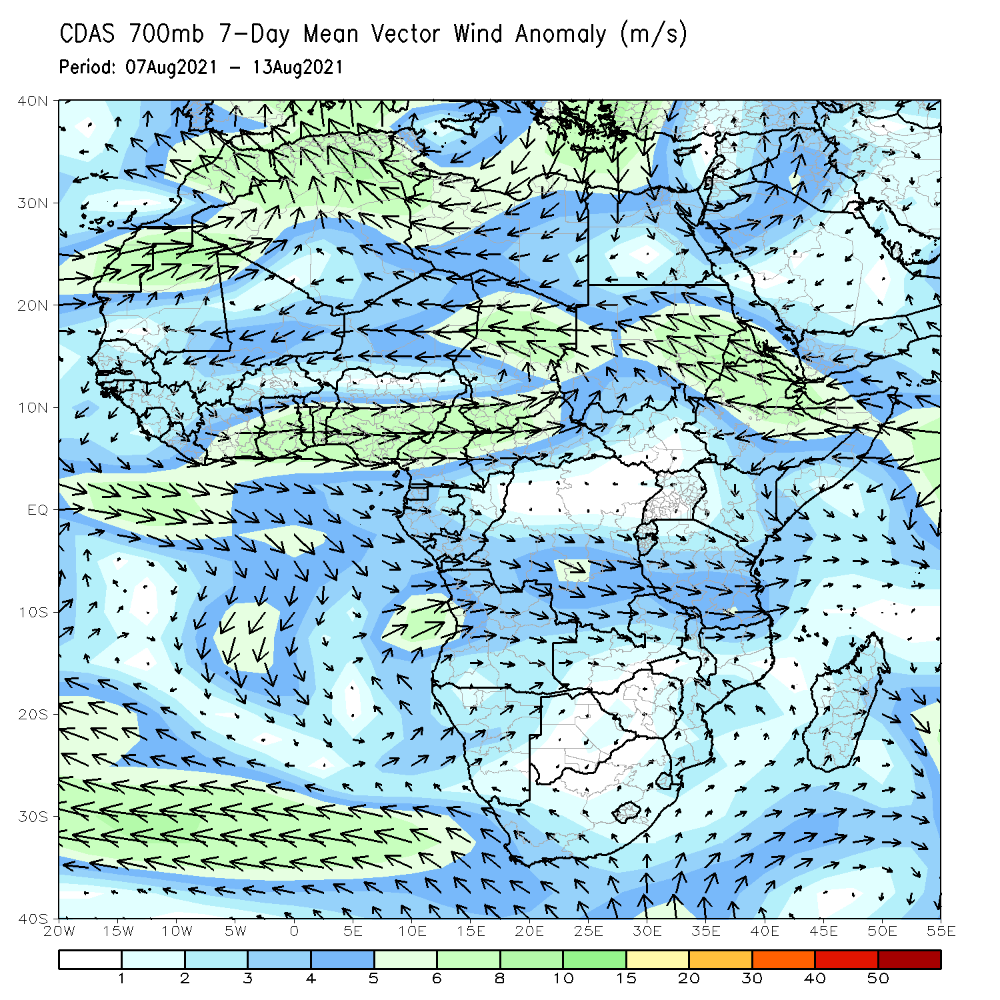 CDAS 700mb 7-Day Mean Vector Wind Anomaly (m/s)
Period: 07Aug2021 - 13Aug2021
40N
30N
20N
10N
EQ
10S
20S
30S
40S
20W 15W 10W 5W 0 5E 10E 15E 20E 25E 30E 35E 40E 45E 50E 55E
1 2 3 4 5 6 8 10 15 20 30 40 50